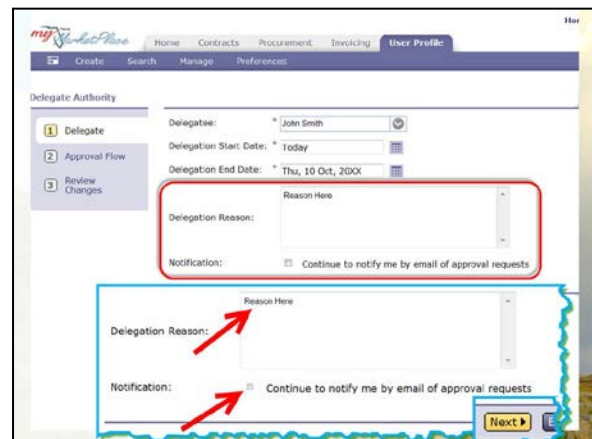 Hor
my MarketPlace
Home Contracts Procurement Invoicing User Profile
Create Search Manage Preferences
Delegate Authority
1 Delegate
2 Approval Flow
3 Review Changes
Delegatee: * John Smith
Delegation Start Date: * Today
Delegation End Date: * Thu, 10 Oct, 20XX
Delegation Reason: Reason Here
Notification: Continue to notify me by email of approval requests
Delegation Reason: Reason Here
Notification: Continue to notify me by email of approval requests
Next